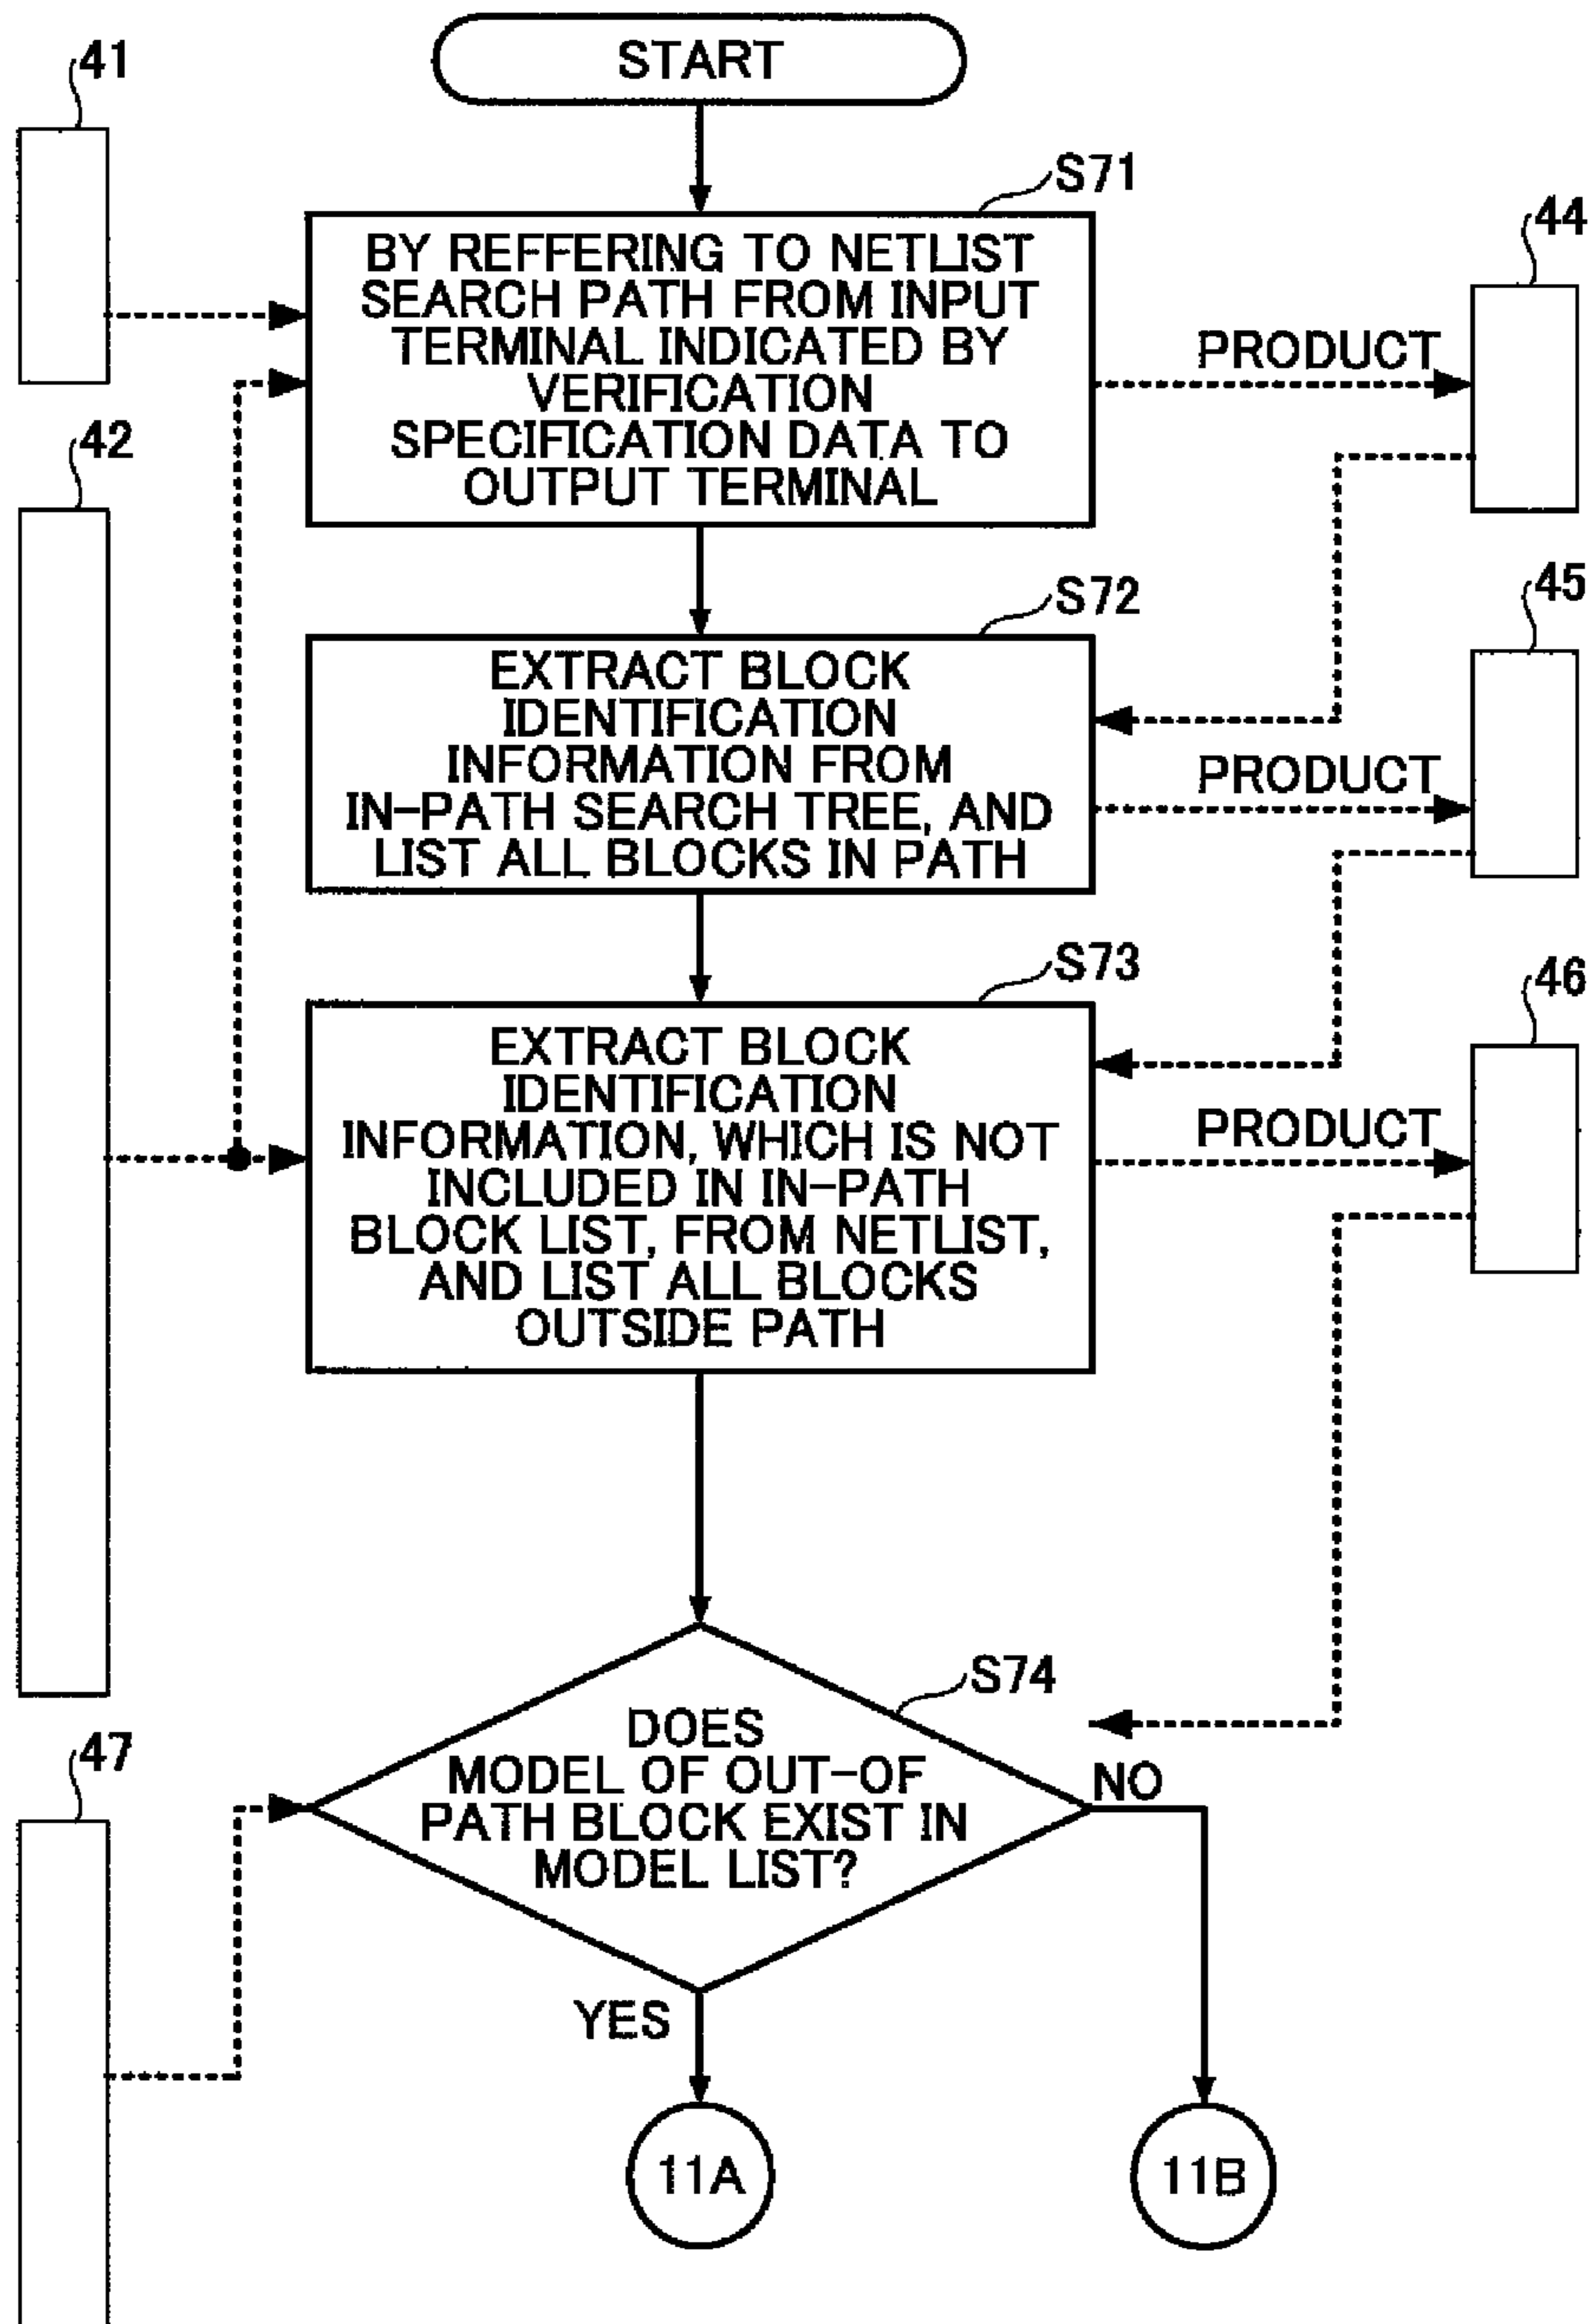 START
41
S71
BY REFFERING TO NETLIST
SEARCH PATH FROM INPUT
TERMINAL INDICATED BY
VERIFICATION
SPECIFICATION DATA TO
OUTPUT TERMINAL
44
PRODUCT
42
S72
EXTRACT BLOCK
IDENTIFICATION
INFORMATION FROM
IN-PATH SEARCH TREE, AND
LIST ALL BLOCKS IN PATH
45
PRODUCT
S73
EXTRACT BLOCK
IDENTIFICATION
INFORMATION, WHICH IS NOT
INCLUDED IN IN-PATH
BLOCK LIST, FROM NETLIST,
AND LIST ALL BLOCKS
OUTSIDE PATH
46
PRODUCT
S74
DOES
MODEL OF OUT-OF
PATH BLOCK EXIST IN
MODEL LIST?
47
NO
YES
11A
11B